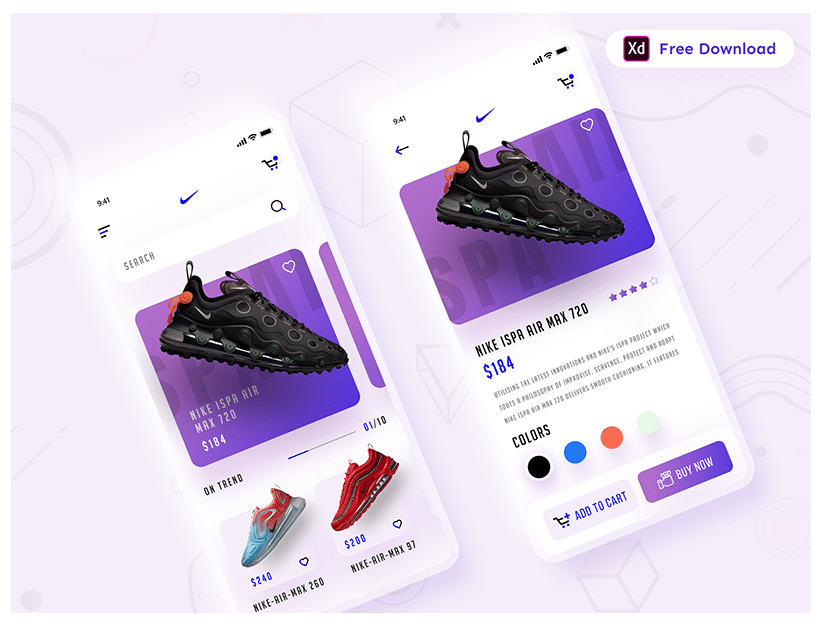 Xd Free Download
9:41
SEARCH
NIKE ISPA AIR
MAX 720
$184
01/10
ON TREND
$240
NIKE-AIR-MAX 260
$200
NIKE-AIR-MAX 97
9:41
ISPA AIR
NIKE ISPA AIR MAX 720
$184
UTILISING THE LATEST INNOVATIONS AND NIKE'S ISPA PROJECT WHICH
TOUTS A PHILOSOPHY OF IMPROVISE, SCAVENGE, PROTECT AND ADAPT
NIKE ISPA AIR MAX 720 DELIVERS SMOOTH CUSHIONING. IT FEATURES
COLORS
ADD TO CART
BUY NOW